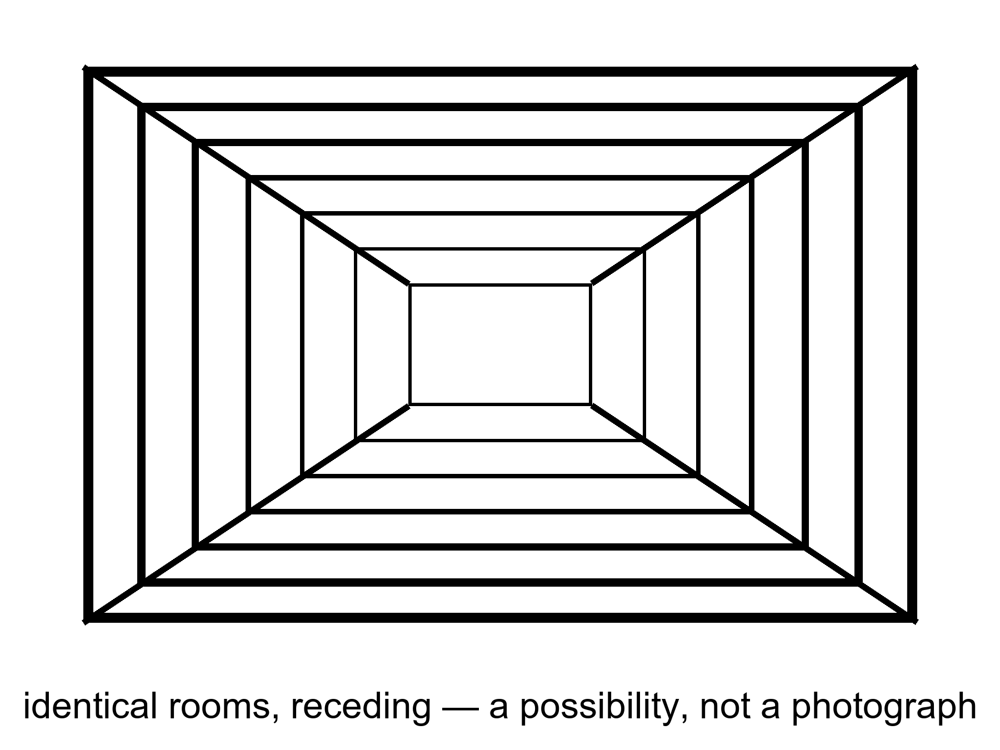 identical rooms, receding — a possibility, not a photograph